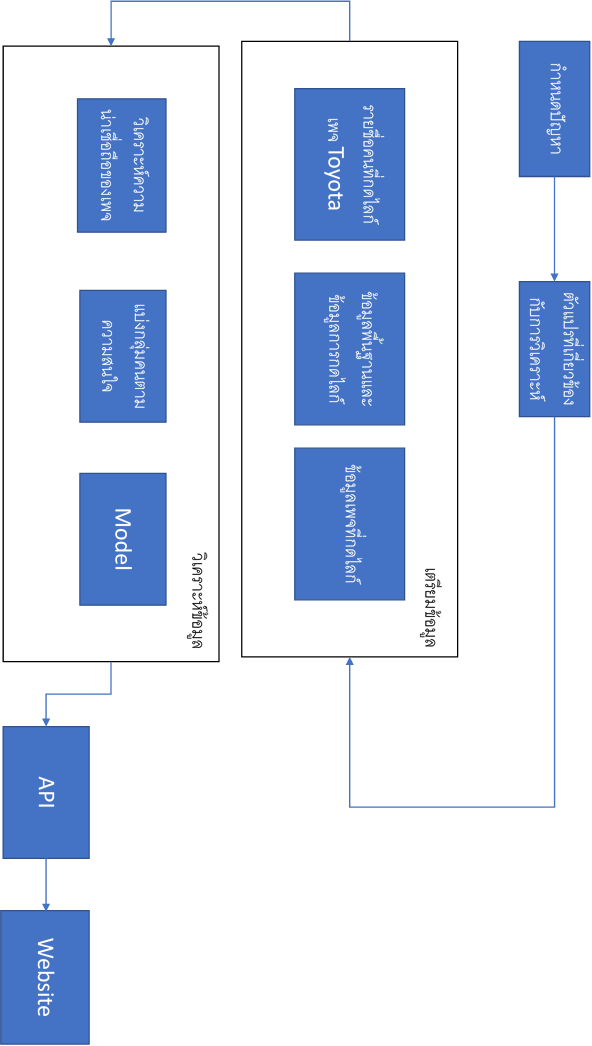 กำหนดปัญหา
ตัวแปรที่เกี่ยวข้อง
กับการวิเคราะห์
เตรียมข้อมูล
รายชื่อคนที่กดไลก์
เพจ Toyota
ข้อมูลพื้นฐานและ
ข้อมูลการกดไลก์
ข้อมูลเพจที่กดไลก์
วิเคราะห์ข้อมูล
วิเคราะห์ความ
น่าเชื่อถือของเพจ
แบ่งกลุ่มคนตาม
ความสนใจ
Model
API
Website